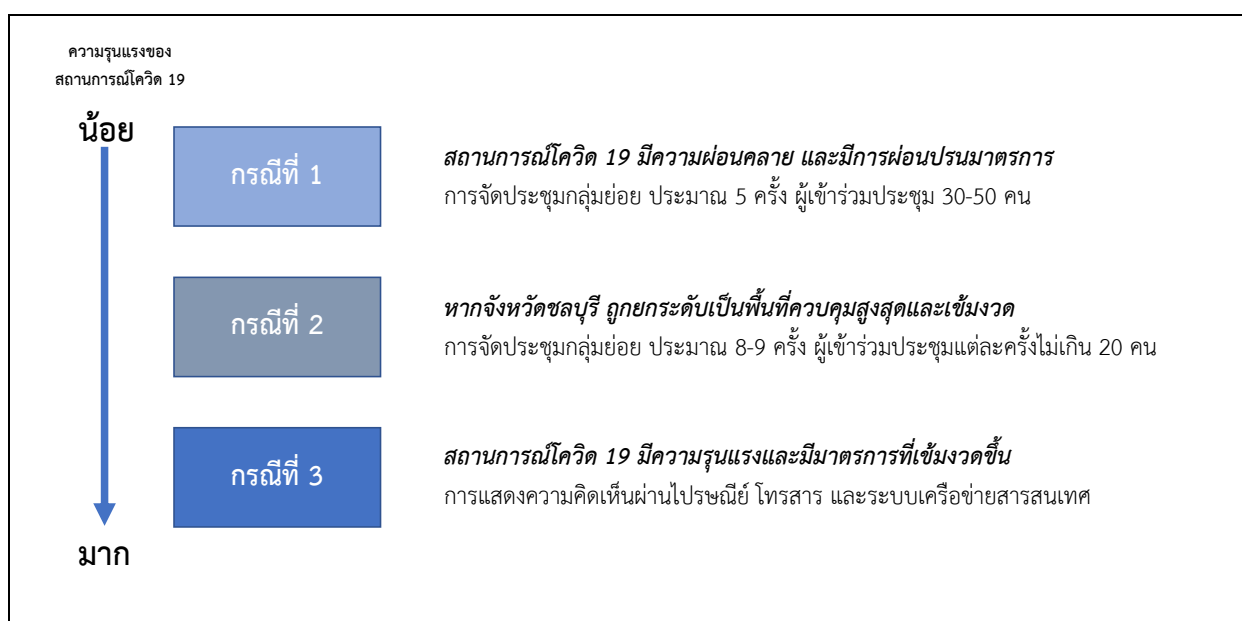 ความรุนแรงของ
สถานการณ์โควิด 19
น้อย
กรณีที่ 1
สถานการณ์โควิด 19 มีความผ่อนคลาย และมีการผ่อนปรนมาตรการ
การจัดประชุมกลุ่มย่อย ประมาณ 5 ครั้ง ผู้เข้าร่วมประชุม 30-50 คน
กรณีที่ 2
หากจังหวัดชลบุรี ถูกยกระดับเป็นพื้นที่ควบคุมสูงสุดและเข้มงวด
การจัดประชุมกลุ่มย่อย ประมาณ 8-9 ครั้ง ผู้เข้าร่วมประชุมแต่ละครั้งไม่เกิน 20 คน
กรณีที่ 3
สถานการณ์โควิด 19 มีความรุนแรงและมีมาตรการที่เข้มงวดขึ้น
การแสดงความคิดเห็นผ่านไปรษณีย์ โทรสาร และระบบเครือข่ายสารสนเทศ
มาก